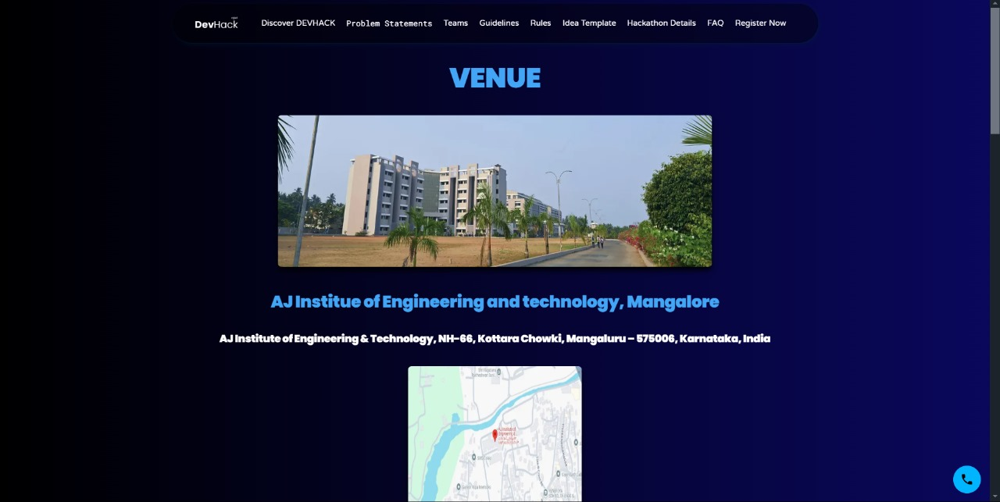 DevHack
Discover DEVHACK
Problem Statements
Teams
Guidelines
Rules
Idea Template
Hackathon Details
FAQ
Register Now
VENUE
AJ Institue of Engineering and technology, Mangalore
AJ Institute of Engineering & Technology, NH-66, Kottara Chowki, Mangaluru – 575006, Karnataka, India